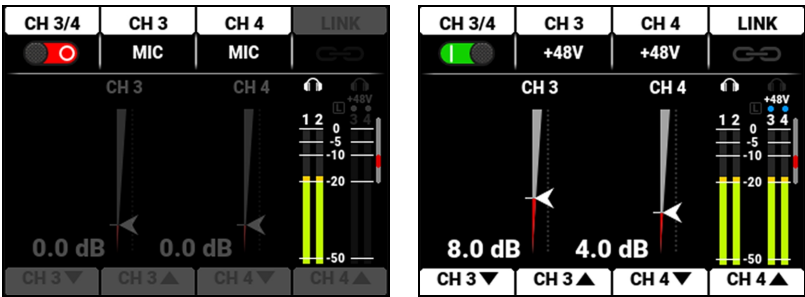 CH 3/4 CH 3 CH 4 LINK
MIC MIC
CH 3 CH 4
+48V
L
1 2 3 4
0
-5
-10
-20
-50
0.0 dB 0.0 dB
CH 3▼ CH 3▲ CH 4▼ CH 4▲
CH 3/4 CH 3 CH 4 LINK
+48V +48V
CH 3 CH 4
+48V
L
1 2 3 4
0
-5
-10
-20
-50
8.0 dB 4.0 dB
CH 3▼ CH 3▲ CH 4▼ CH 4▲